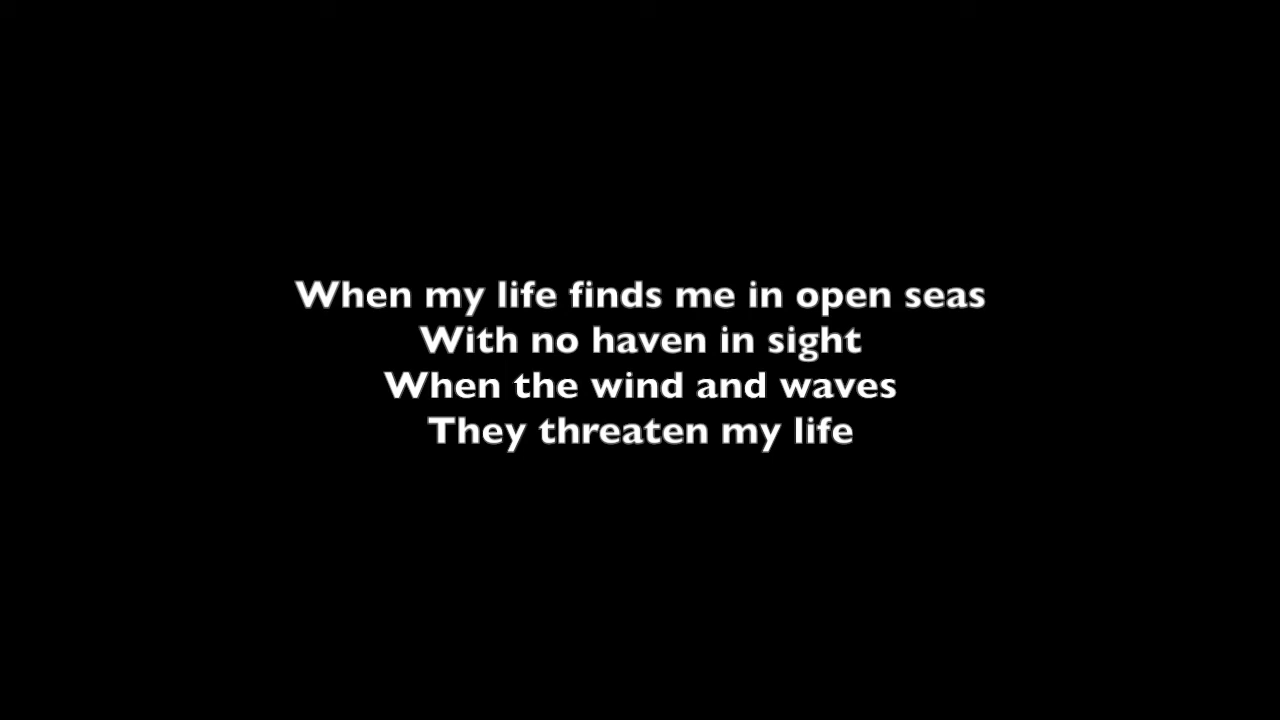 When my life finds me in open seas
With no haven in sight
When the wind and waves
They threaten my life